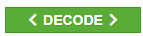 < DECODE >